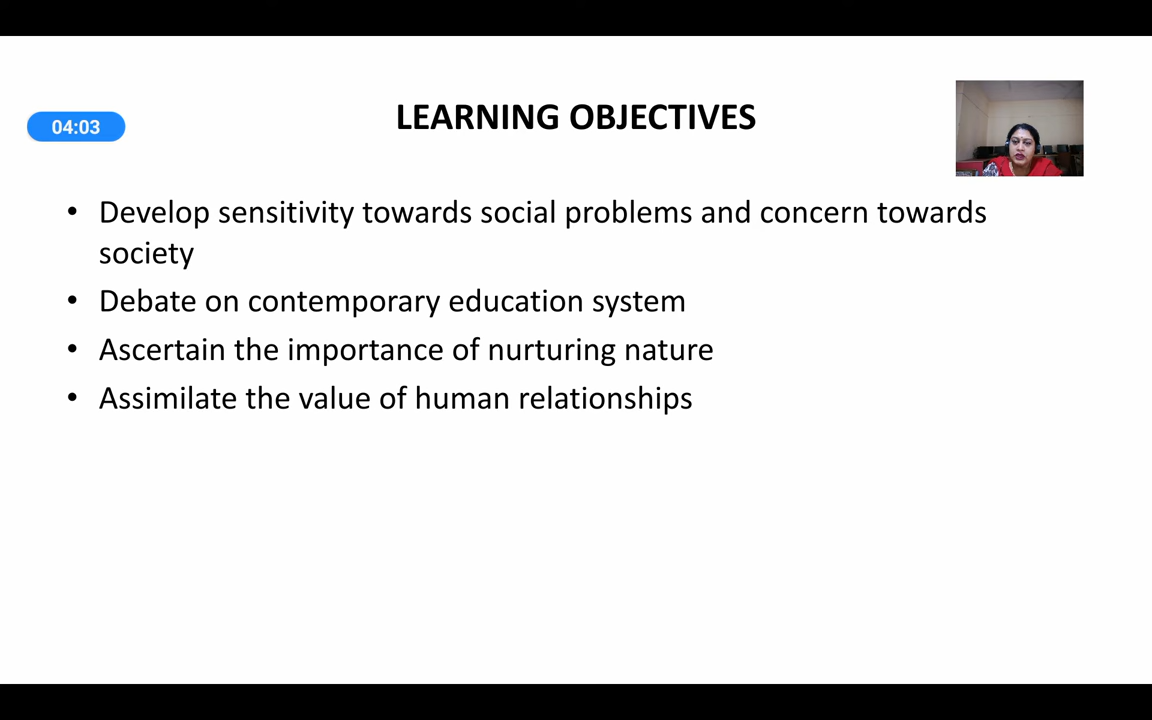 LEARNING OBJECTIVES
04:03
• Develop sensitivity towards social problems and concern towards
society
• Debate on contemporary education system
• Ascertain the importance of nurturing nature
• Assimilate the value of human relationships